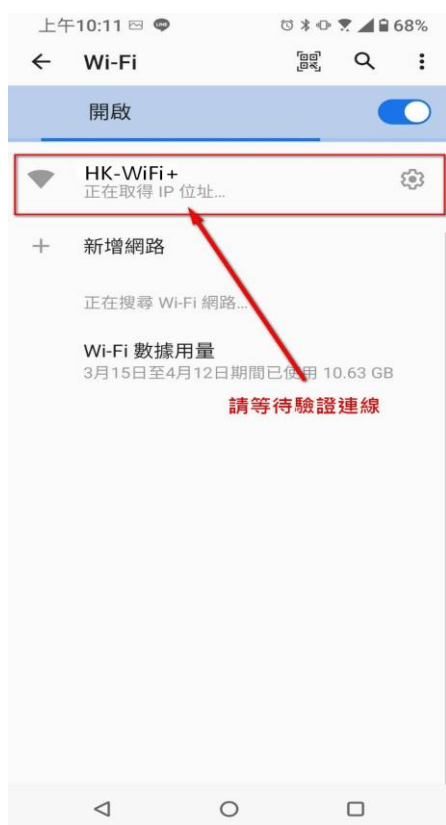 上午10:11 LINE 68%
Wi-Fi
開啟
HK-WiFi+
正在取得 IP 位址...
新增網路
正在搜尋 Wi-Fi 網路...
Wi-Fi 數據用量
3月15日至4月12日期間已使用 10.63 GB
請等待驗證連線